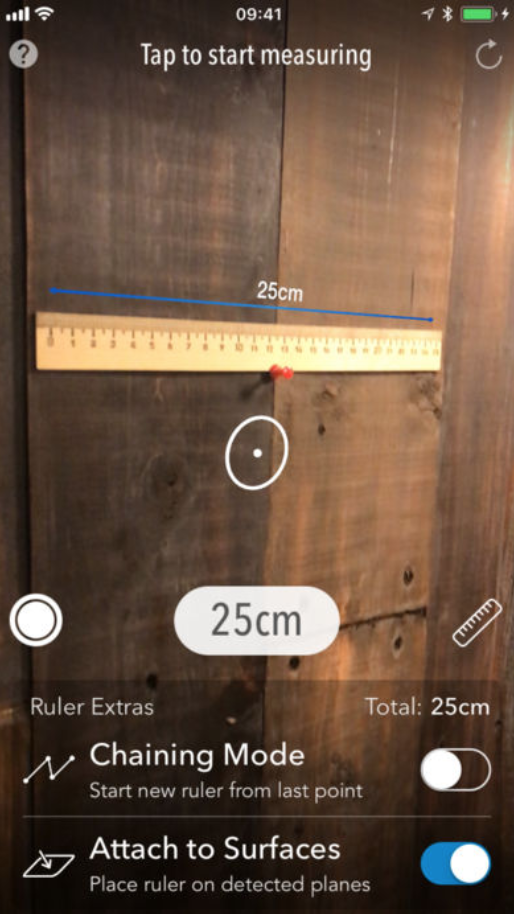 09:41
Tap to start measuring
25cm
25cm
Ruler Extras
Total: 25cm
Chaining Mode
Start new ruler from last point
Attach to Surfaces
Place ruler on detected planes